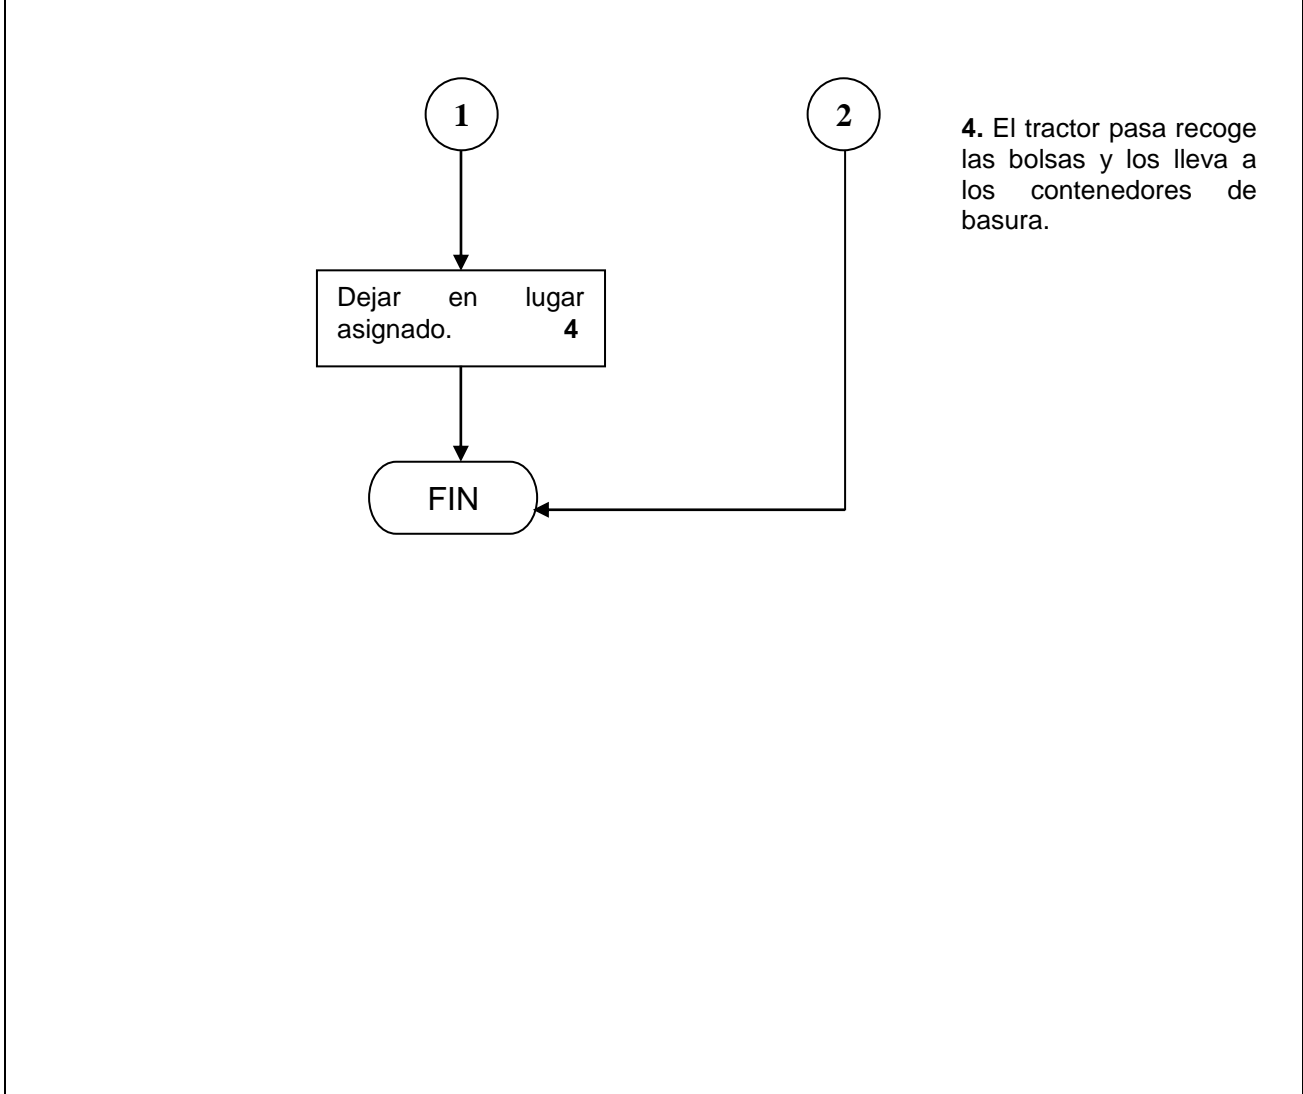 1
2
4. El tractor pasa recoge
las bolsas y los lleva a
los contenedores de
basura.
Dejar en lugar
asignado. 4
FIN